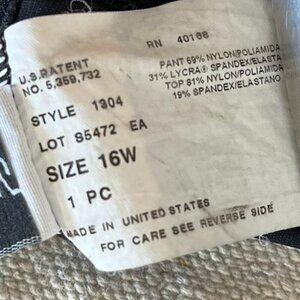 U.S. PATENT
NO. 5,359,732
STYLE 1304
LOT S5472 EA
SIZE 16W
1 PC
RN 40166
PANT 69% NYLON/POLIAMIDA
31% LYCRA® SPANDEX/ELASTANO
TOP 81% NYLON/POLIAMIDA
19% SPANDEX/ELASTANO
MADE IN UNITED STATES
FOR CARE SEE REVERSE SIDE